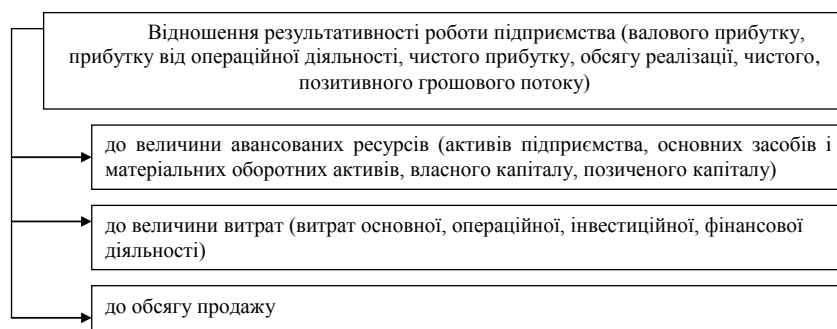 Відношення результативності роботи підприємства (валового прибутку,
прибутку від операційної діяльності, чистого прибутку, обсягу реалізації, чистого,
позитивного грошового потоку)
до величини авансованих ресурсів (активів підприємства, основних засобів і
матеріальних оборотних активів, власного капіталу, позиченого капіталу)
до величини витрат (витрат основної, операційної, інвестиційної, фінансової
діяльності)
до обсягу продажу